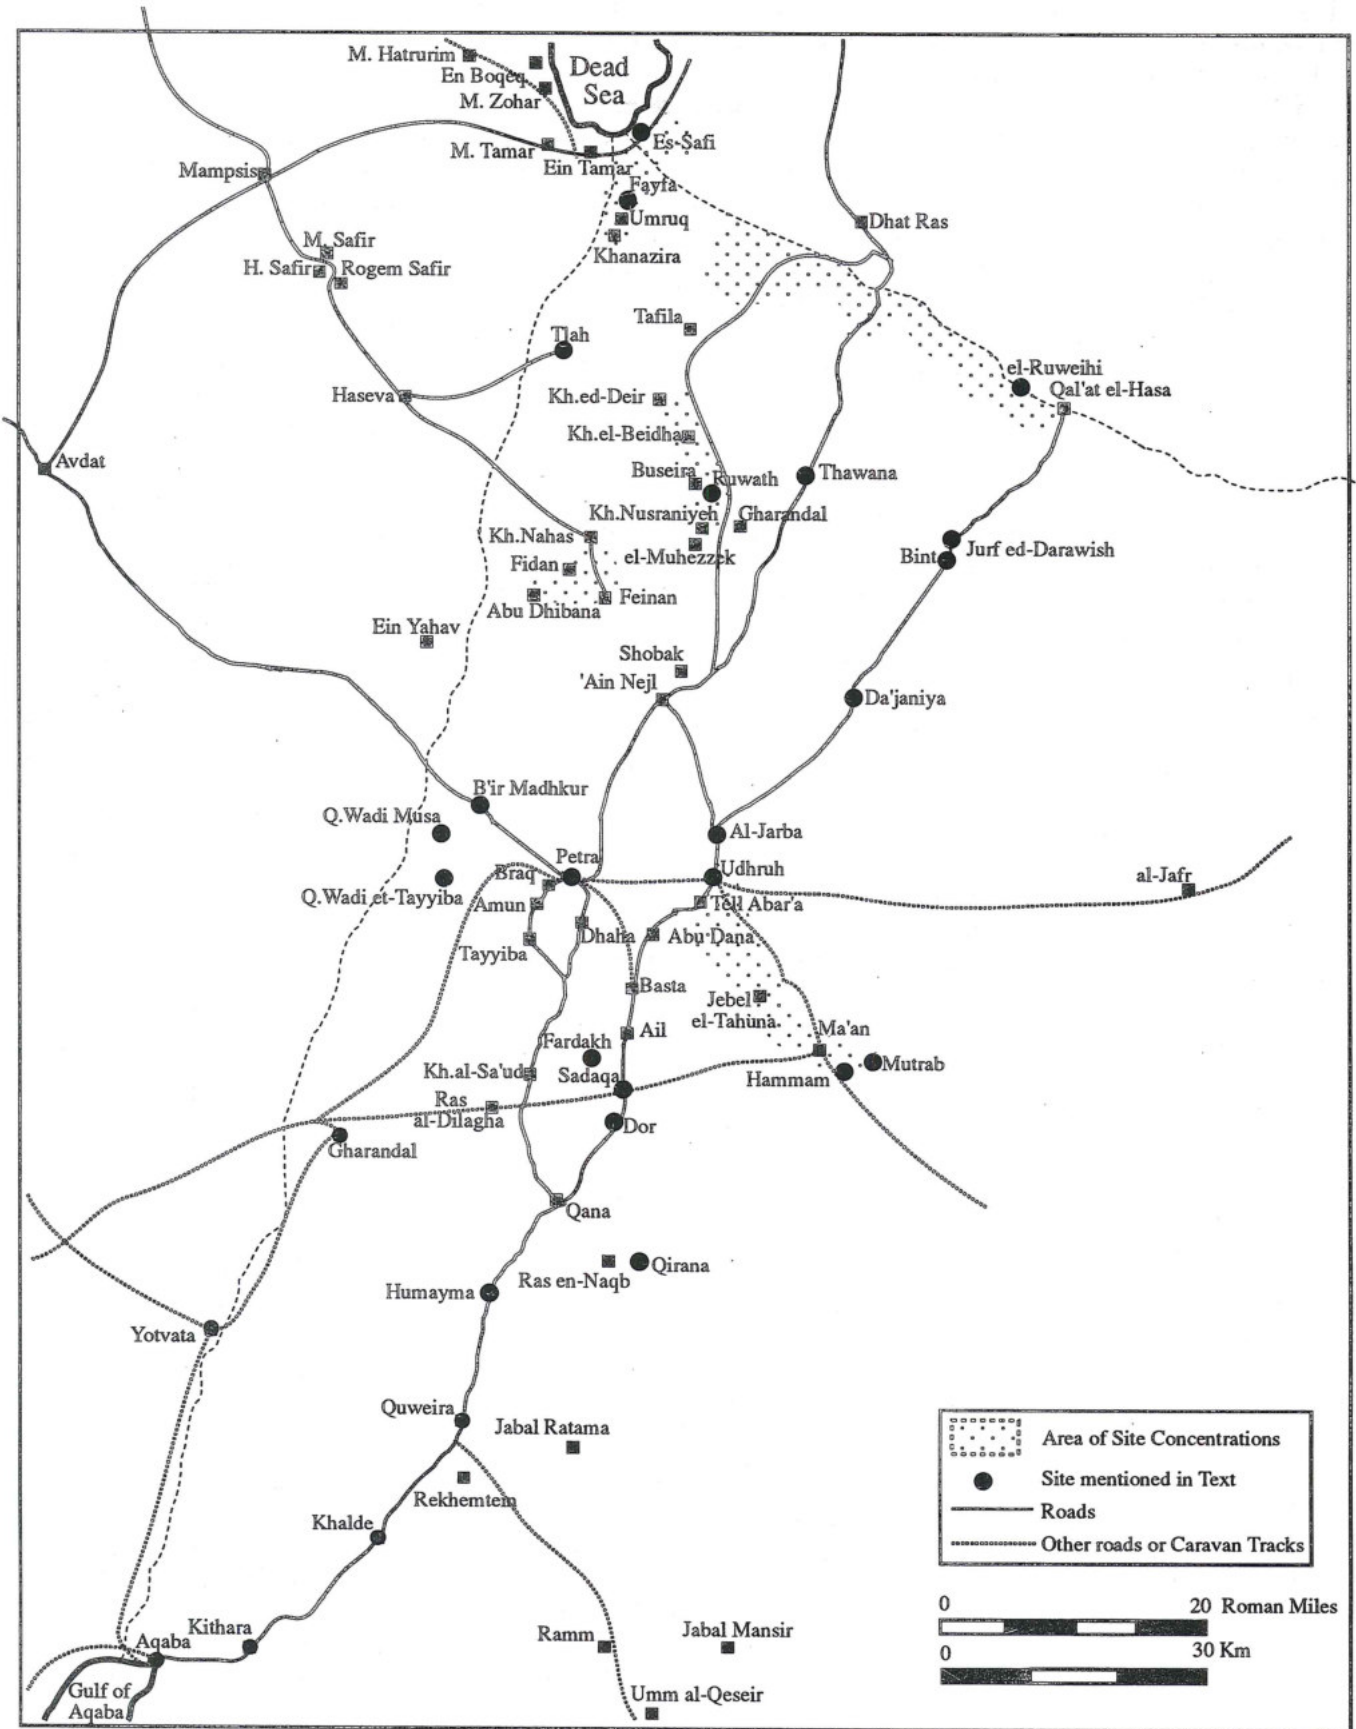 M. Hatrurim
En Boqeq
M. Zohar
Dead
Sea
Es-Safi
M. Tamar
Ein Tamar
Mampsis
Fayfa
Umruq
Khanazira
Dhat Ras
M. Safir
H. Safir
Rogem Safir
Tafila
Tlah
Haseva
Kh.ed-Deir
el-Ruweihi
Qal'at el-Hasa
Kh.el-Beidha
Avdat
Buseira
Ruwath
Thawana
Kh.Nusraniyeh
Gharandal
Kh.Nahas
el-Muhezzek
Jurf ed-Darawish
Bint
Fidan
Abu Dhibana
Feinan
Ein Yahav
Shobak
'Ain Nejl
Da'janiya
B'ir Madhkur
Q.Wadi Musa
Al-Jarba
Petra
Udhruh
Braq
al-Jafr
Q.Wadi et-Tayyiba
Amun
Tell Abar'a
Dhaha
Abu Dana
Tayyiba
Basta
Jebel
el-Tahuna
Ail
Ma'an
Fardakh
Mutrab
Kh.al-Sa'ud
Sadaqa
Hammam
Ras
al-Dilagha
Dor
Gharandal
Qana
Ras en-Naqb
Qirana
Humayma
Yotvata
Quweira
Jabal Ratama
Rekhemtein
Khalde
Kithara
Aqaba
Ramm
Jabal Mansir
Gulf of
Aqaba
Umm al-Qeseir
Area of Site Concentrations
Site mentioned in Text
Roads
Other roads or Caravan Tracks
0 20 Roman Miles
0 30 Km